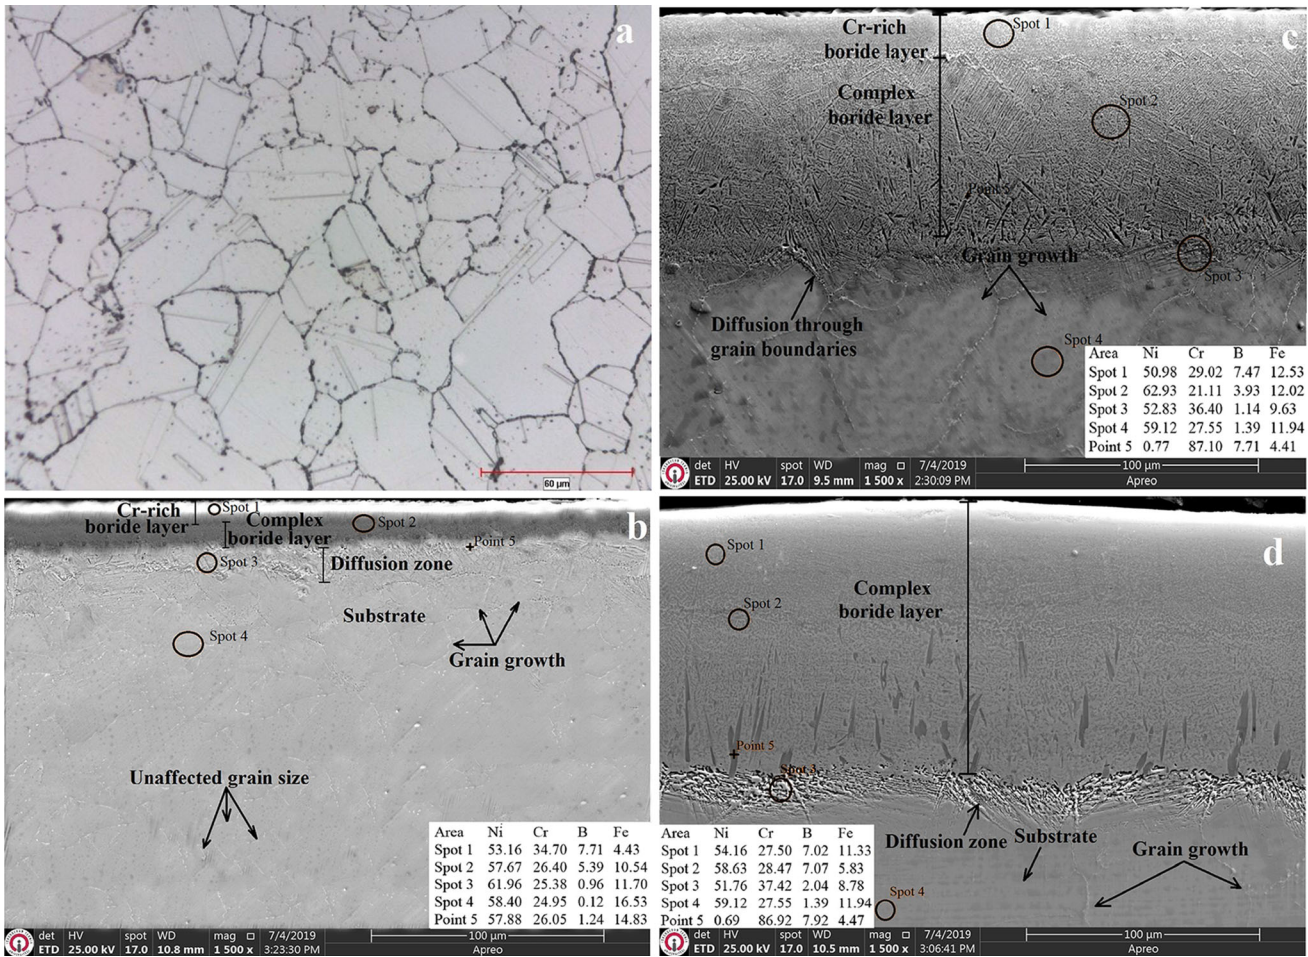 a
60 µm
c
Cr-rich
boride layer
Spot 1
Complex
boride layer
Spot 2
Point 5
Grain growth
Spot 3
Diffusion through
grain boundaries
Spot 4
Area Ni Cr B Fe
Spot 1 50.98 29.02 7.47 12.53
Spot 2 62.93 21.11 3.93 12.02
Spot 3 52.83 36.40 1.14 9.63
Spot 4 59.12 27.55 1.39 11.94
Point 5 0.77 87.10 7.71 4.41
det HV spot WD mag □ 7/4/2019 100 µm
ETD 25.00 kV 17.0 9.5 mm 1 500 x 2:30:09 PM Apreo
b
Cr-rich
boride layer
Spot 1
Complex
boride layer
Spot 2
Point 5
Spot 3
Diffusion zone
Substrate
Spot 4
Grain growth
Unaffected grain size
Area Ni Cr B Fe
Spot 1 53.16 34.70 7.71 4.43
Spot 2 57.67 26.40 5.39 10.54
Spot 3 61.96 25.38 0.96 11.70
Spot 4 58.40 24.95 0.12 16.53
Point 5 57.88 26.05 1.24 14.83
det HV spot WD mag □ 7/4/2019 100 µm
ETD 25.00 kV 17.0 10.8 mm 1 500 x 3:23:30 PM Apreo
d
Spot 1
Complex
boride layer
Spot 2
Point 5
Spot 3
Diffusion zone
Substrate
Grain growth
Spot 4
Area Ni Cr B Fe
Spot 1 54.16 27.50 7.02 11.33
Spot 2 58.63 28.47 7.07 5.83
Spot 3 51.76 37.42 2.04 8.78
Spot 4 59.12 27.55 1.39 11.94
Point 5 0.69 86.92 7.92 4.47
det HV spot WD mag □ 7/4/2019 100 µm
ETD 25.00 kV 17.0 10.5 mm 1 500 x 3:06:41 PM Apreo